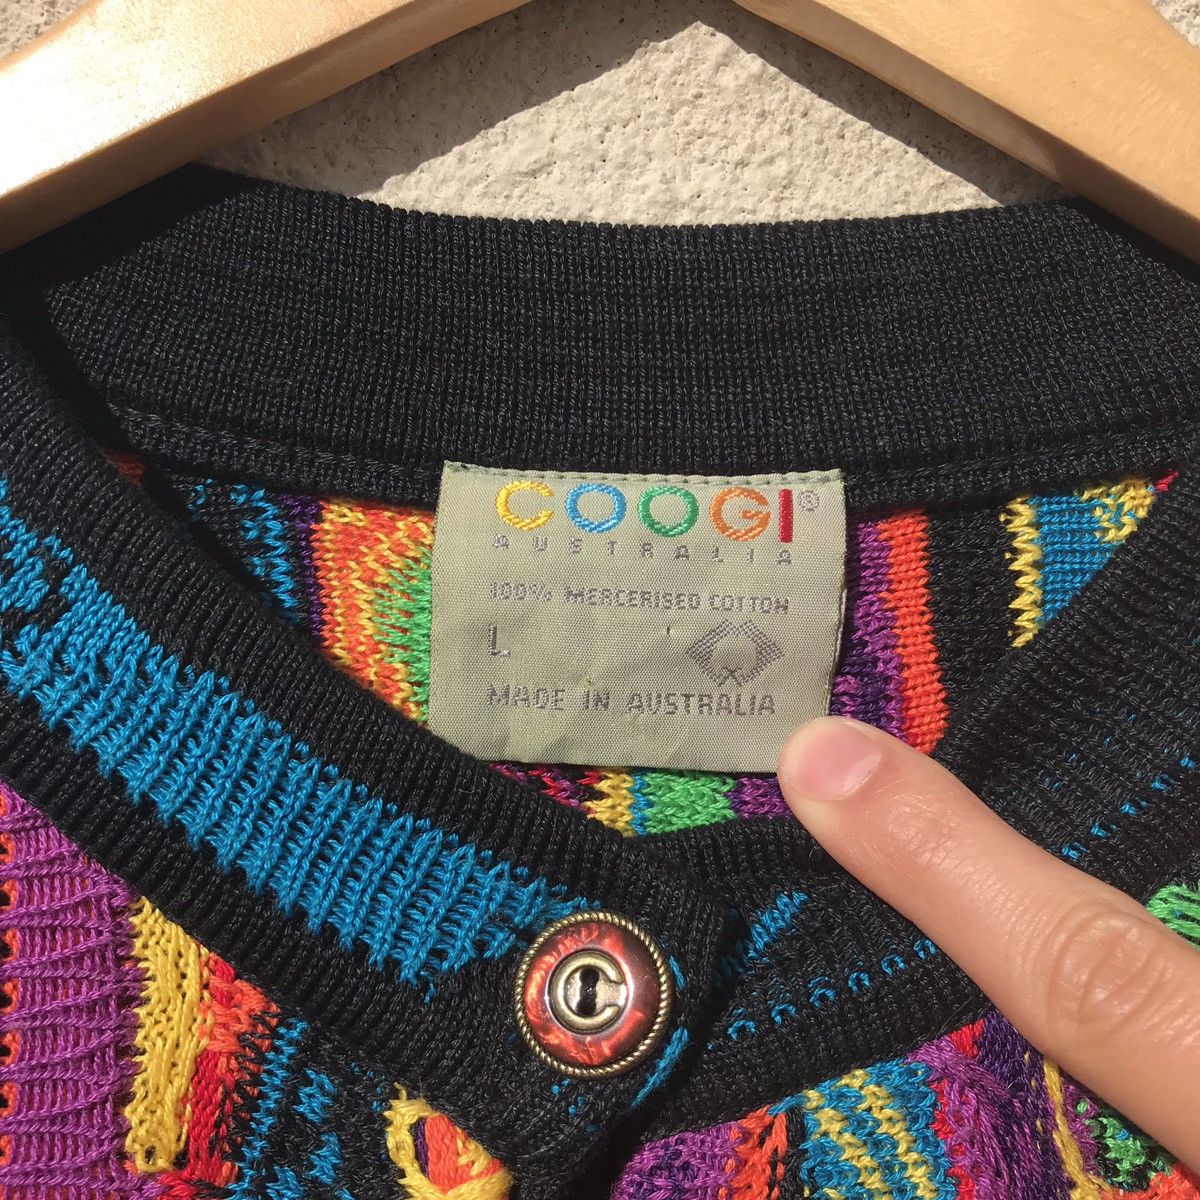 COOGI®
AUSTRALIA
100% MERCERISED COTTON
L
MADE IN AUSTRALIA
C